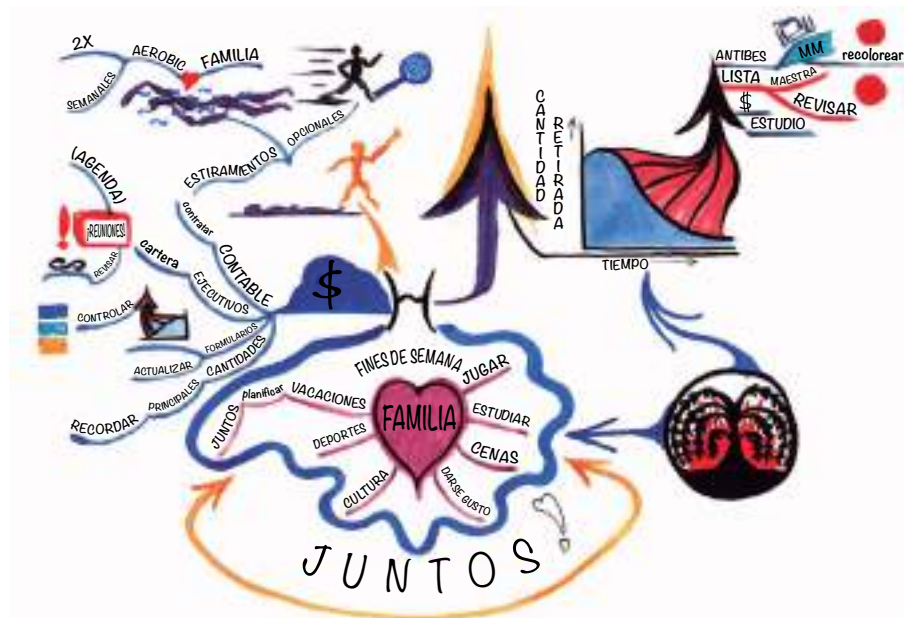 2X
AEROBIC
FAMILIA
SEMANALES
OPCIONALES
ESTIRAMIENTOS
(AGENDA)
¡REUNIONES!
REVISAR
contratar
CONTABLE
cartera
EJECUTIVOS
$
CONTROLAR
FORMULARIOS
ACTUALIZAR
CANTIDADES
PRINCIPALES
RECORDAR
CANTIDAD
RETIRADA
TIEMPO
ANTIBES
MM
recolorear
LISTA
MAESTRA
$
REVISAR
ESTUDIO
FINES DE SEMANA
JUGAR
FAMILIA
ESTUDIAR
CENAS
DARSE GUSTO
CULTURA
DEPORTES
VACACIONES
planificar
JUNTOS
JUNTOS